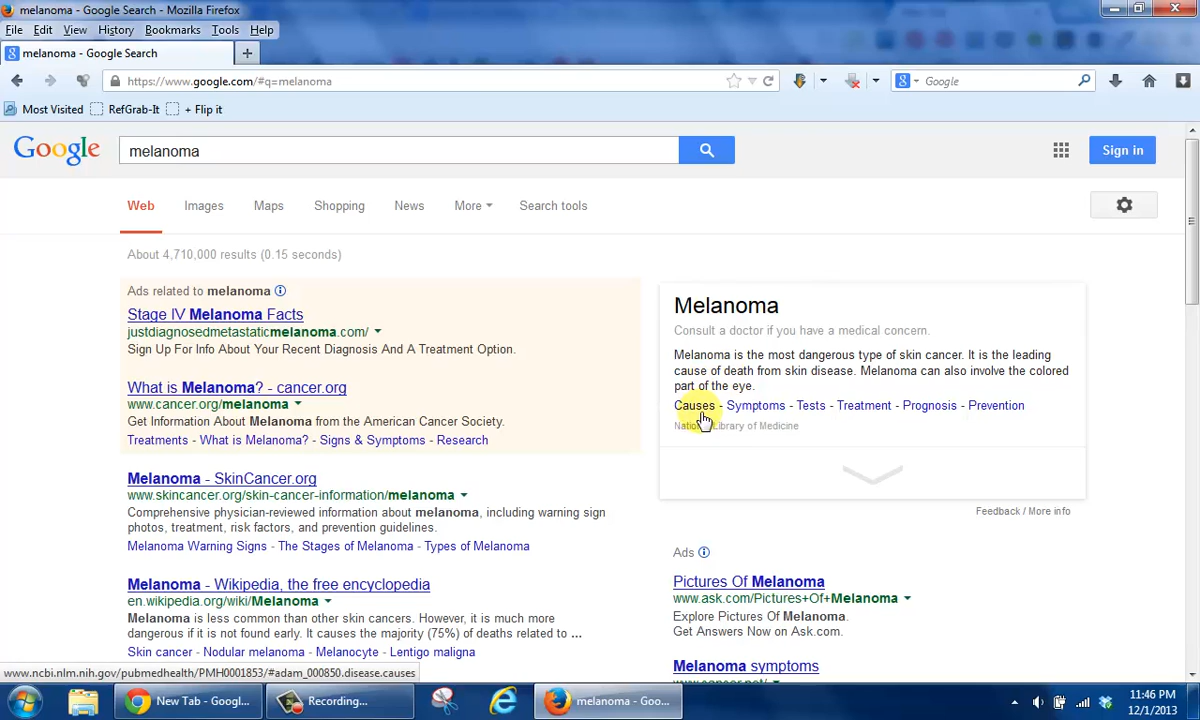 melanoma - Google Search - Mozilla Firefox
File Edit View History Bookmarks Tools Help
melanoma - Google Search
https://www.google.com/#q=melanoma
Google
Most Visited RefGrab-It + Flip it
Google melanoma Sign in
Web Images Maps Shopping News More Search tools
About 4,710,000 results (0.15 seconds)
Ads related to melanoma
Stage IV Melanoma Facts
justdiagnosedmetastaticmelanoma.com/
Sign Up For Info About Your Recent Diagnosis And A Treatment Option.
What is Melanoma? - cancer.org
www.cancer.org/melanoma
Get Information About Melanoma from the American Cancer Society.
Treatments - What is Melanoma? - Signs & Symptoms - Research
Melanoma - SkinCancer.org
www.skincancer.org/skin-cancer-information/melanoma
Comprehensive physician-reviewed information about melanoma, including warning sign
photos, treatment, risk factors, and prevention guidelines.
Melanoma Warning Signs - The Stages of Melanoma - Types of Melanoma
Melanoma - Wikipedia, the free encyclopedia
en.wikipedia.org/wiki/Melanoma
Melanoma is less common than other skin cancers. However, it is much more
dangerous if it is not found early. It causes the majority (75%) of deaths related to ...
Skin cancer - Nodular melanoma - Melanocyte - Lentigo maligna
Melanoma
Consult a doctor if you have a medical concern.
Melanoma is the most dangerous type of skin cancer. It is the leading
cause of death from skin disease. Melanoma can also involve the colored
part of the eye.
Causes - Symptoms - Tests - Treatment - Prognosis - Prevention
National Library of Medicine
Feedback / More info
Ads
Pictures Of Melanoma
www.ask.com/Pictures+Of+Melanoma
Explore Pictures Of Melanoma.
Get Answers Now on Ask.com.
Melanoma symptoms
www.cancer.net/
www.ncbi.nlm.nih.gov/pubmedhealth/PMH0001853/#adam_000850.disease.causes
New Tab - Googl...
Recording...
melanoma - Goo...
11:46 PM
12/1/2013